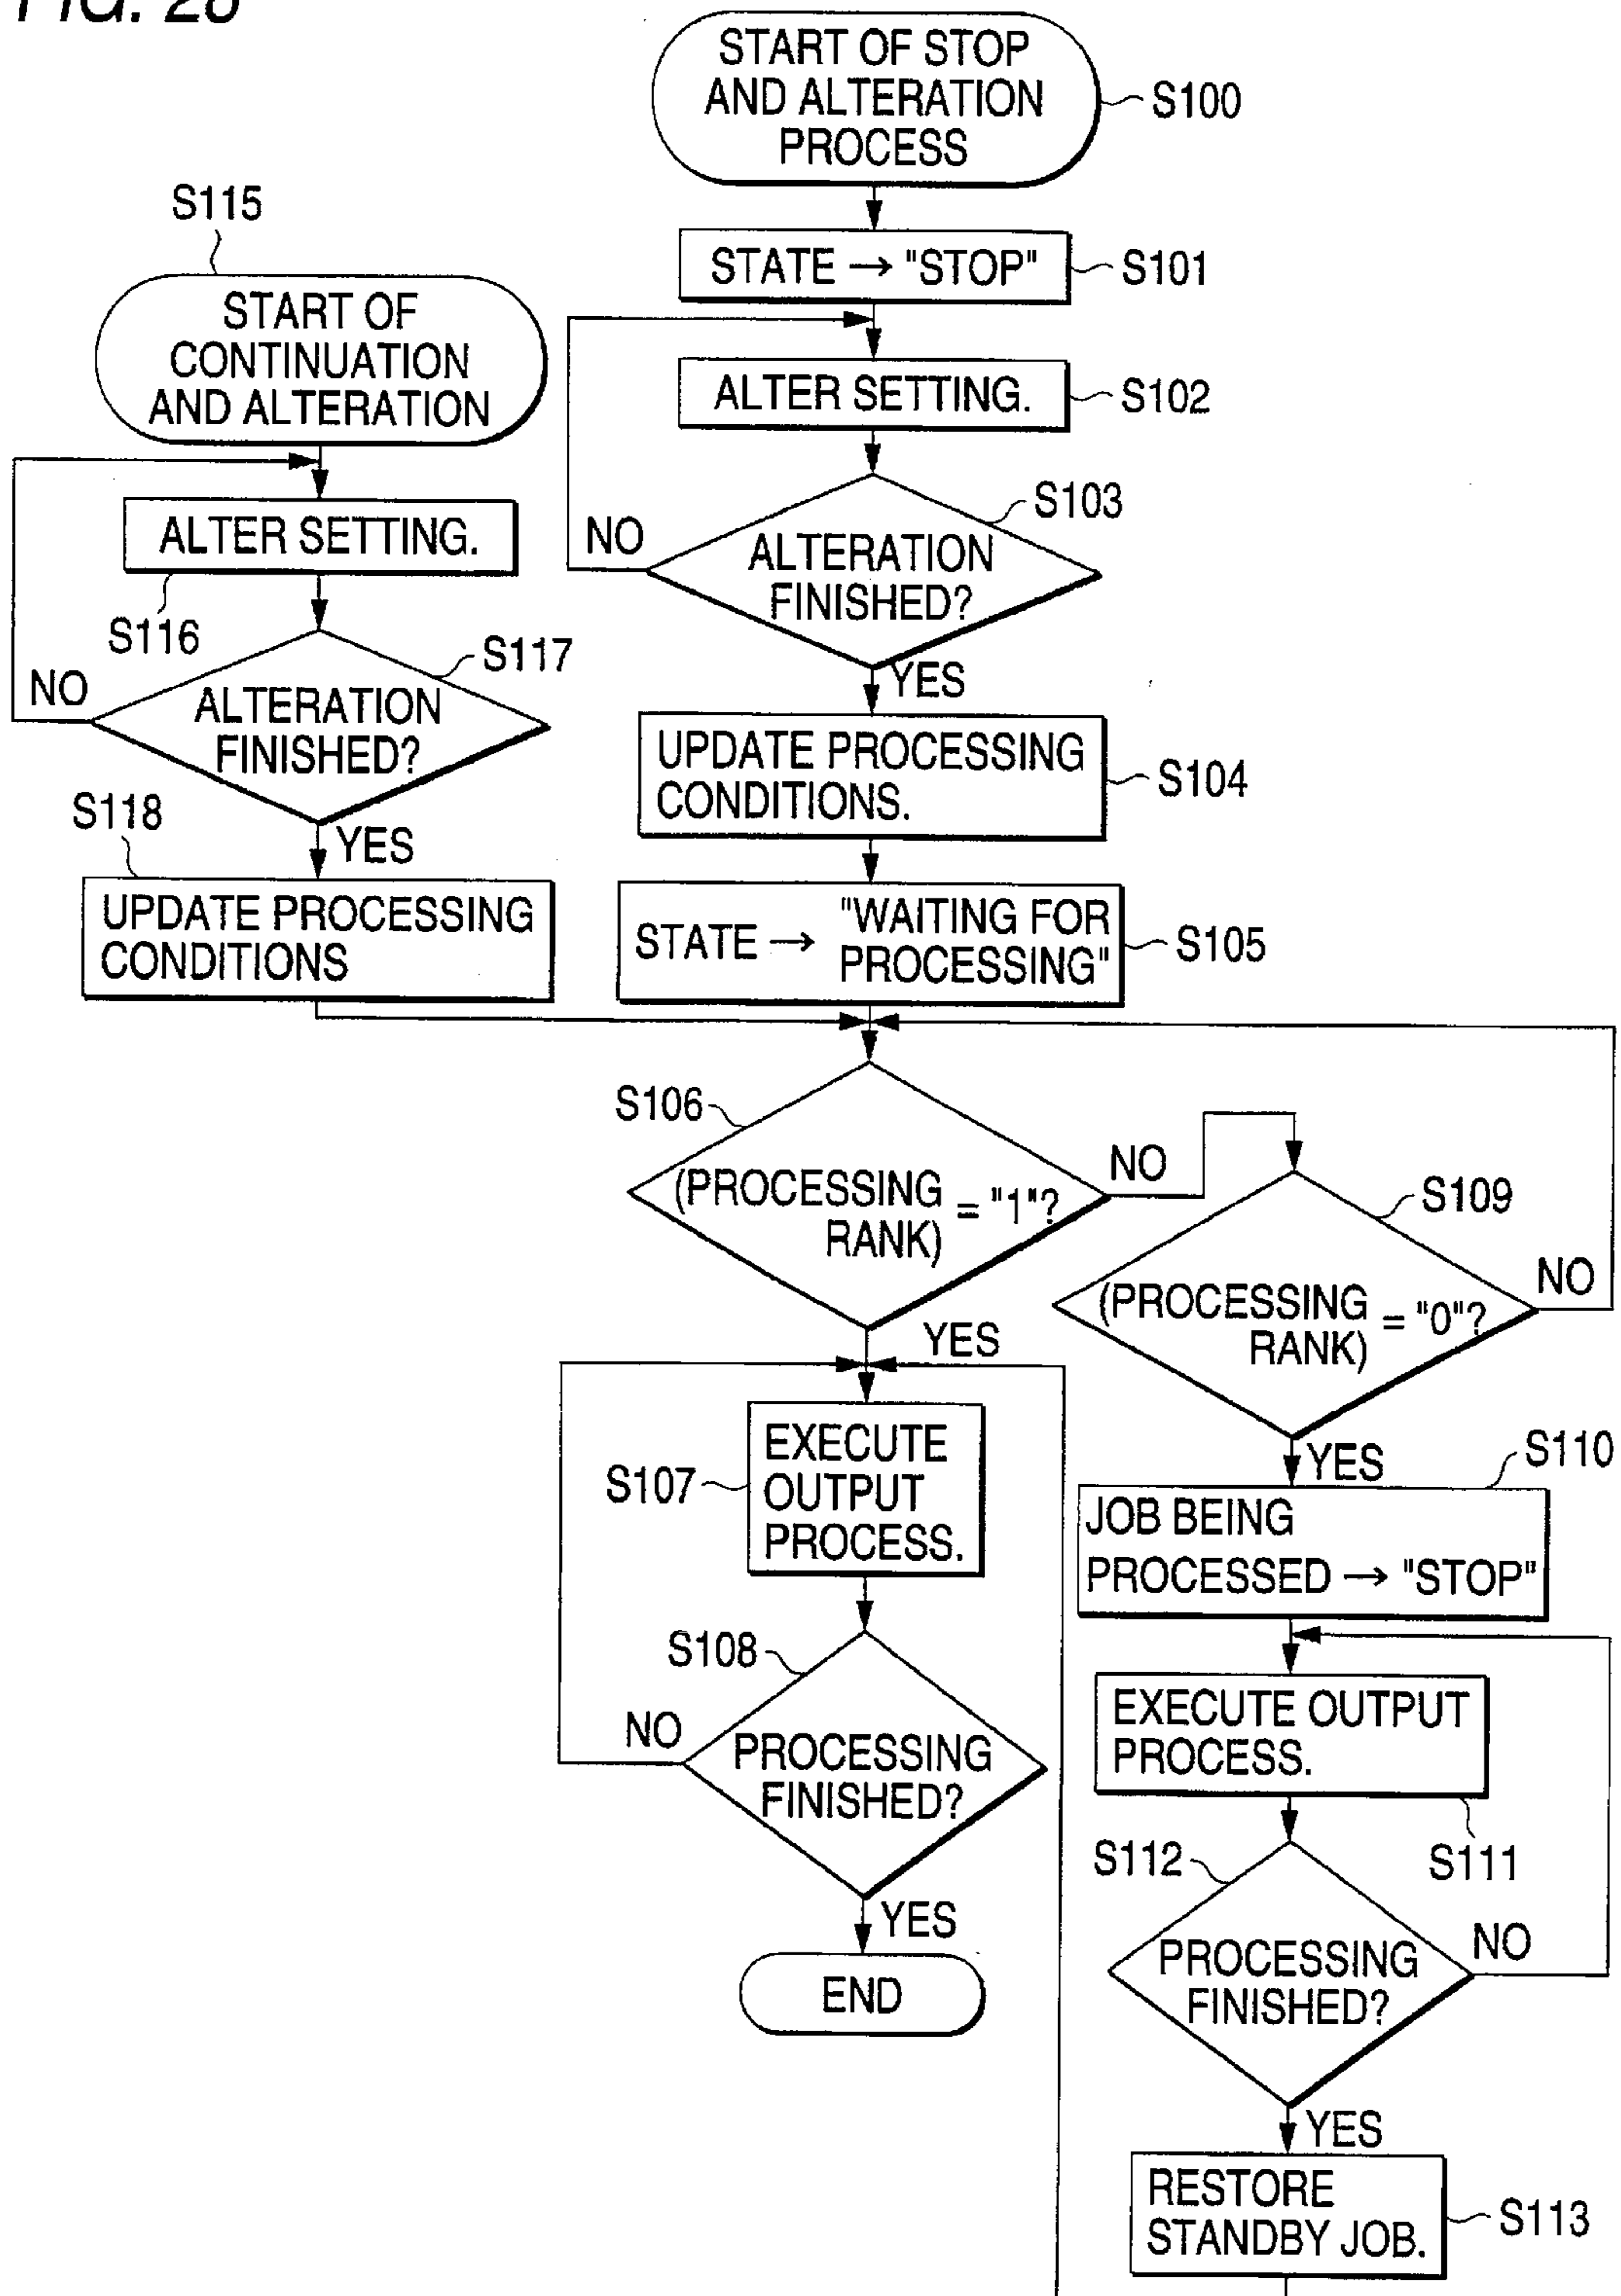 FIG. 28
START OF STOP
AND ALTERATION
PROCESS
S100
S115
STATE → "STOP"
S101
START OF
CONTINUATION
AND ALTERATION
ALTER SETTING.
S102
S103
NO
ALTERATION
FINISHED?
YES
ALTER SETTING.
S116
S117
NO
ALTERATION
FINISHED?
YES
UPDATE PROCESSING
CONDITIONS.
S104
S118
UPDATE PROCESSING
CONDITIONS
STATE → "WAITING FOR
PROCESSING"
S105
S106
(PROCESSING
RANK) = "1"?
NO
YES
S109
(PROCESSING
RANK) = "0"?
NO
YES
S107
EXECUTE
OUTPUT
PROCESS.
S110
JOB BEING
PROCESSED → "STOP"
S108
NO
PROCESSING
FINISHED?
YES
END
EXECUTE OUTPUT
PROCESS.
S111
S112
PROCESSING
FINISHED?
NO
YES
RESTORE
STANDBY JOB.
S113